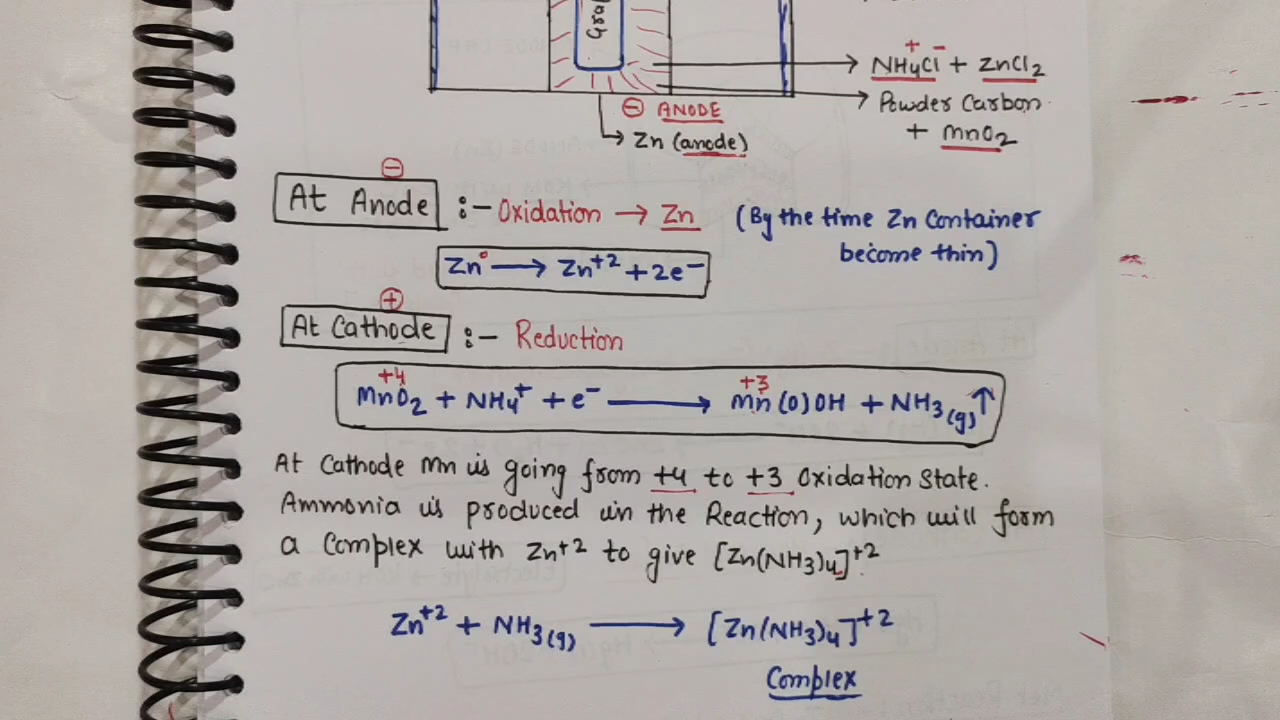 NH4Cl + ZnCl2
+ -
Powder Carbon
+ MnO2
⊖ ANODE
Zn (anode)
⊖
At Anode :- Oxidation → Zn (By the time Zn Container
become thin)
Zn° → Zn+2 + 2e-
⊕
At Cathode :- Reduction
+4 +3
MnO2 + NH4+ + e- → Mn(O)OH + NH3(g)↑
At Cathode Mn is going from +4 to +3 Oxidation State.
Ammonia is produced in the Reaction, which will form
a Complex with Zn+2 to give [Zn(NH3)4]+2.
Zn+2 + NH3(g) → [Zn(NH3)4]+2
Complex